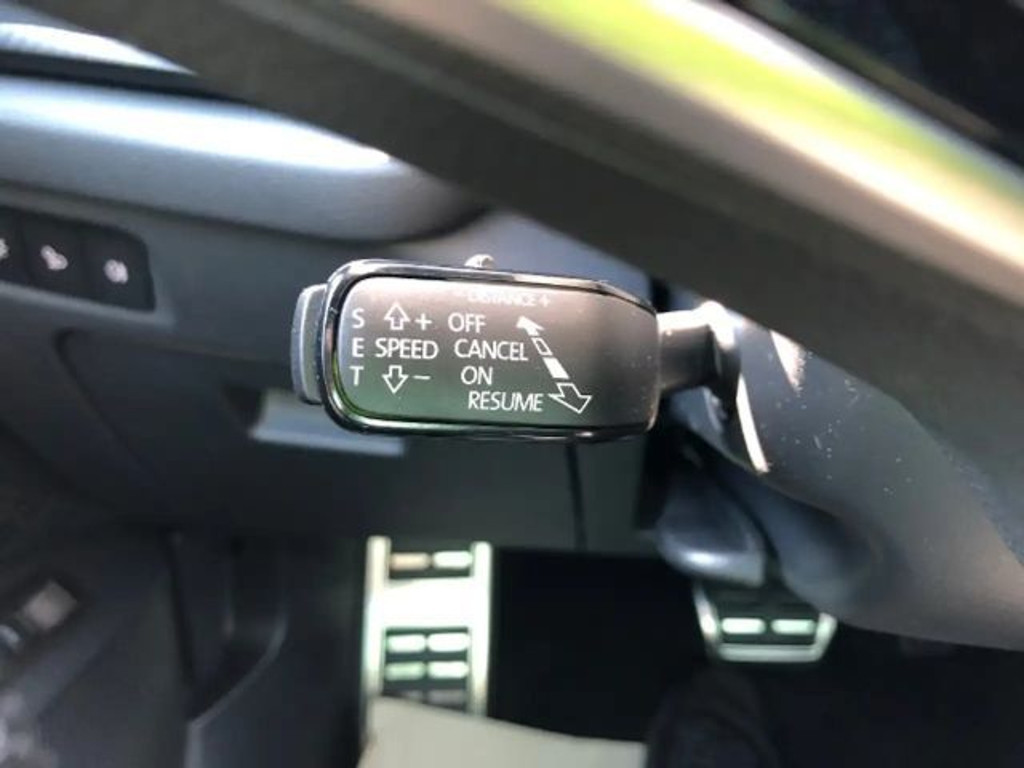 - DISTANCE +
S + OFF
E SPEED CANCEL
T - ON
RESUME